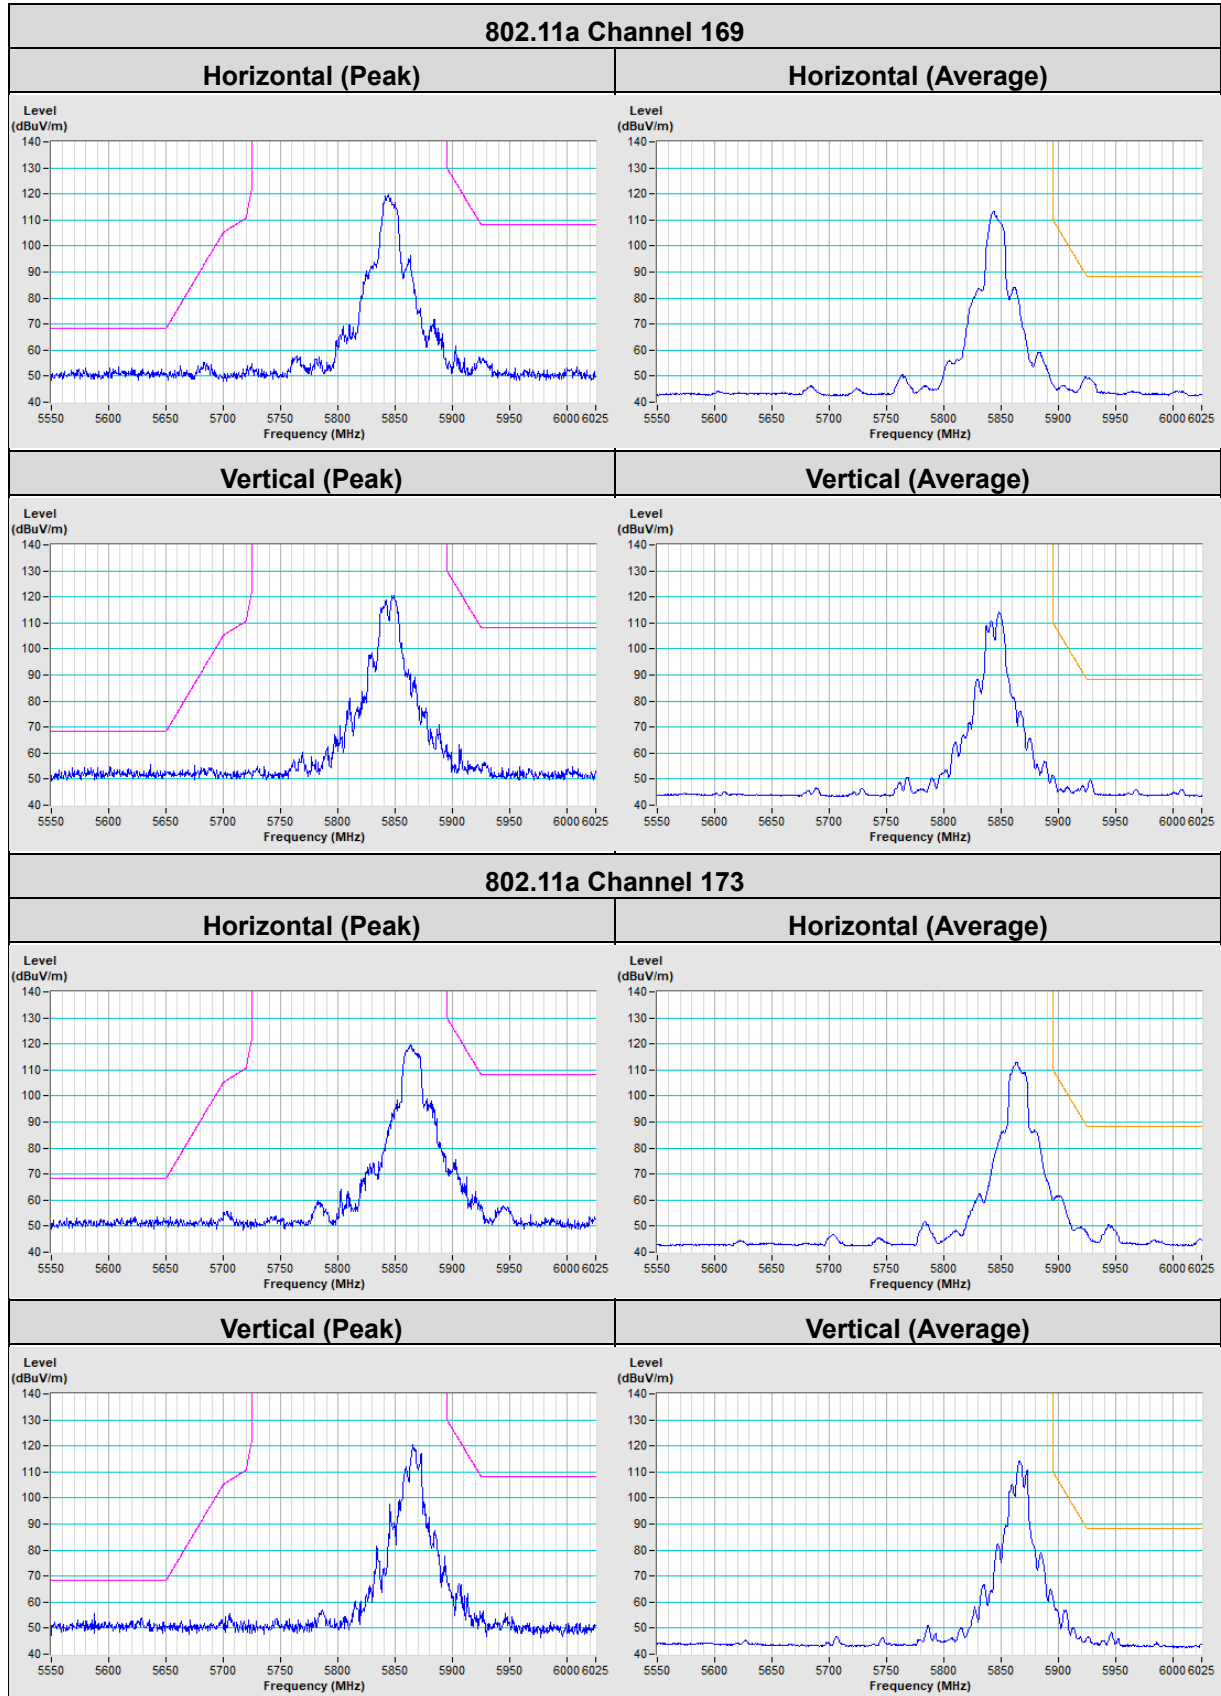 802.11a Channel 169
Horizontal (Peak) Horizontal (Average)
Level Level
(dBuV/m) (dBuV/m)
140 140
130 130
120 120
110 110
100 100
90 90
80 80
70 70
60 60
50 50
40 40
5550 5600 5650 5700 5750 5800 5850 5900 5950 6000 6025 5550 5600 5650 5700 5750 5800 5850 5900 5950 6000 6025
Frequency (MHz) Frequency (MHz)
Vertical (Peak) Vertical (Average)
Level Level
(dBuV/m) (dBuV/m)
140 140
130 130
120 120
110 110
100 100
90 90
80 80
70 70
60 60
50 50
40 40
5550 5600 5650 5700 5750 5800 5850 5900 5950 6000 6025 5550 5600 5650 5700 5750 5800 5850 5900 5950 6000 6025
Frequency (MHz) Frequency (MHz)
802.11a Channel 173
Horizontal (Peak) Horizontal (Average)
Level Level
(dBuV/m) (dBuV/m)
140 140
130 130
120 120
110 110
100 100
90 90
80 80
70 70
60 60
50 50
40 40
5550 5600 5650 5700 5750 5800 5850 5900 5950 6000 6025 5550 5600 5650 5700 5750 5800 5850 5900 5950 6000 6025
Frequency (MHz) Frequency (MHz)
Vertical (Peak) Vertical (Average)
Level Level
(dBuV/m) (dBuV/m)
140 140
130 130
120 120
110 110
100 100
90 90
80 80
70 70
60 60
50 50
40 40
5550 5600 5650 5700 5750 5800 5850 5900 5950 6000 6025 5550 5600 5650 5700 5750 5800 5850 5900 5950 6000 6025
Frequency (MHz) Frequency (MHz)